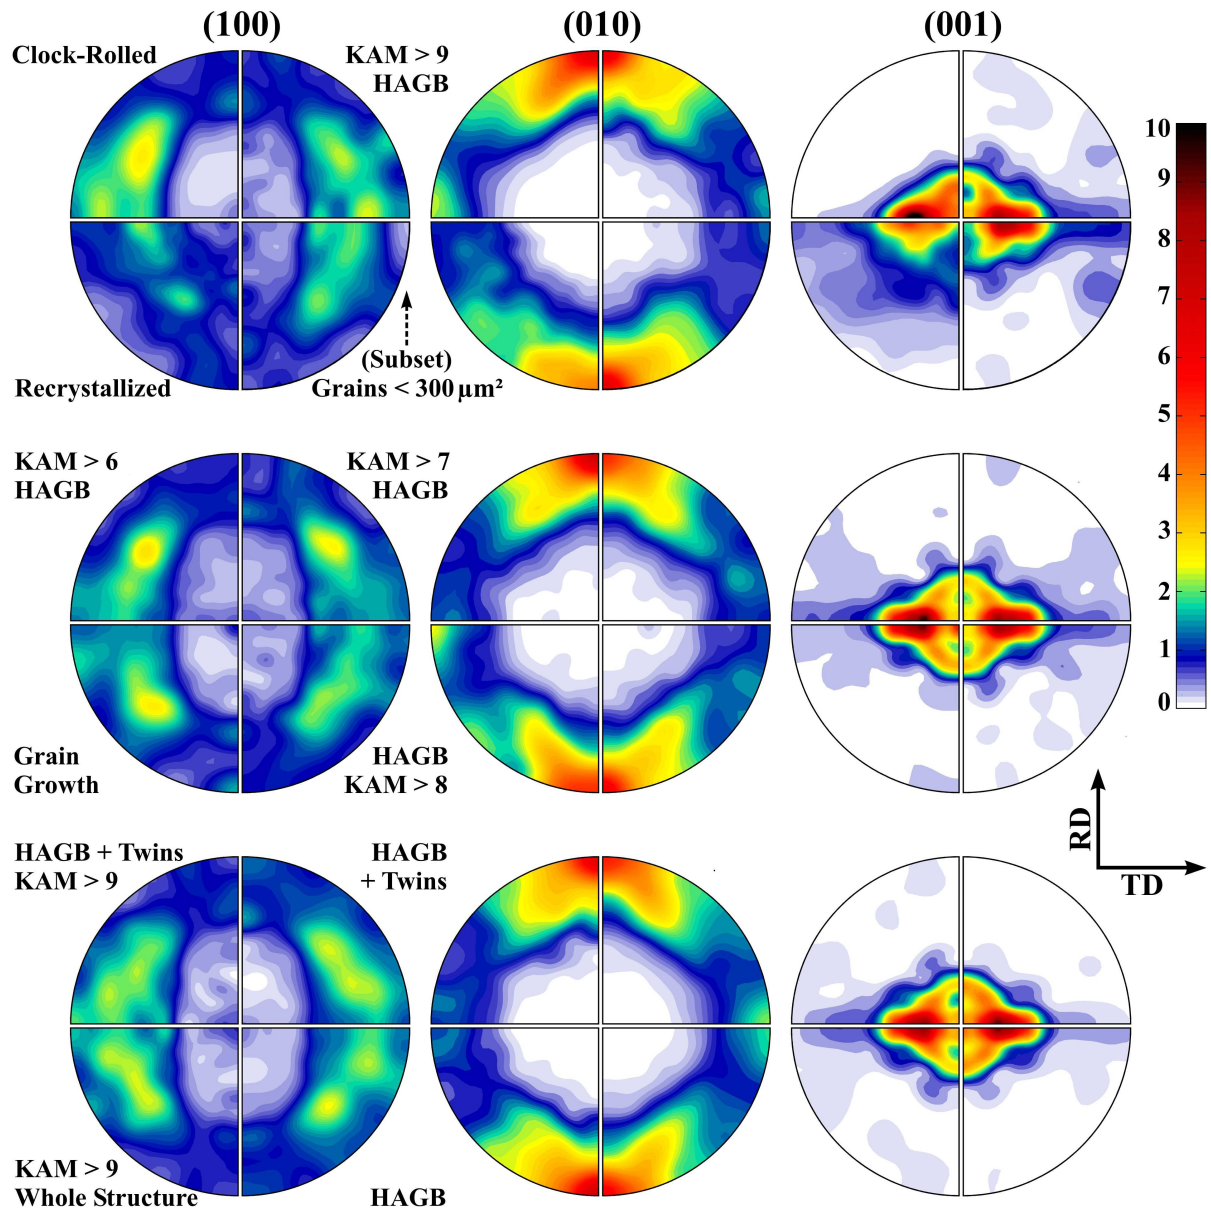 (100) (010) (001)
Clock-Rolled
KAM > 9
HAGB
(Subset)
Recrystallized
Grains < 300 µm²
10
9
8
7
6
5
4
3
2
1
0
KAM > 6
HAGB
KAM > 7
HAGB
Grain
Growth
HAGB
KAM > 8
RD
TD
HAGB + Twins
KAM > 9
HAGB
+ Twins
KAM > 9
Whole Structure
HAGB